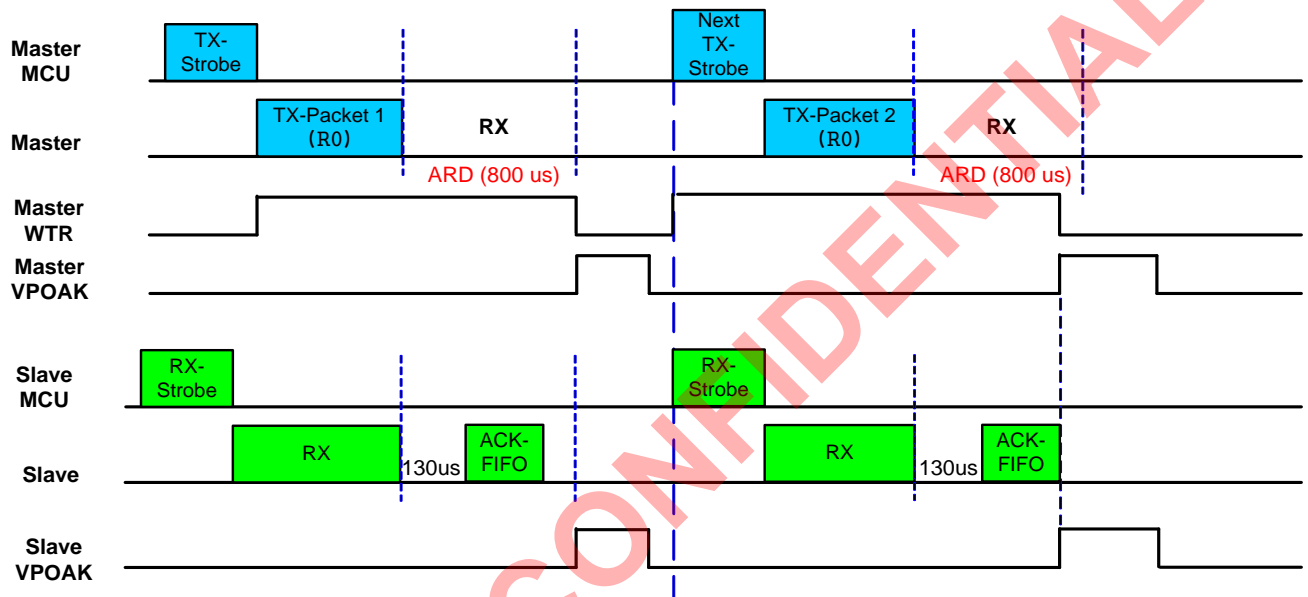 Master
MCU
TX-
Strobe
Next
TX-
Strobe
Master
TX-Packet 1
(R0)
RX
TX-Packet 2
(R0)
RX
ARD (800 us)
ARD (800 us)
Master
WTR
Master
VPOAK
Slave
MCU
RX-
Strobe
RX-
Strobe
Slave
RX
130us
ACK-
FIFO
RX
130us
ACK-
FIFO
Slave
VPOAK
CONFIDENTIAL